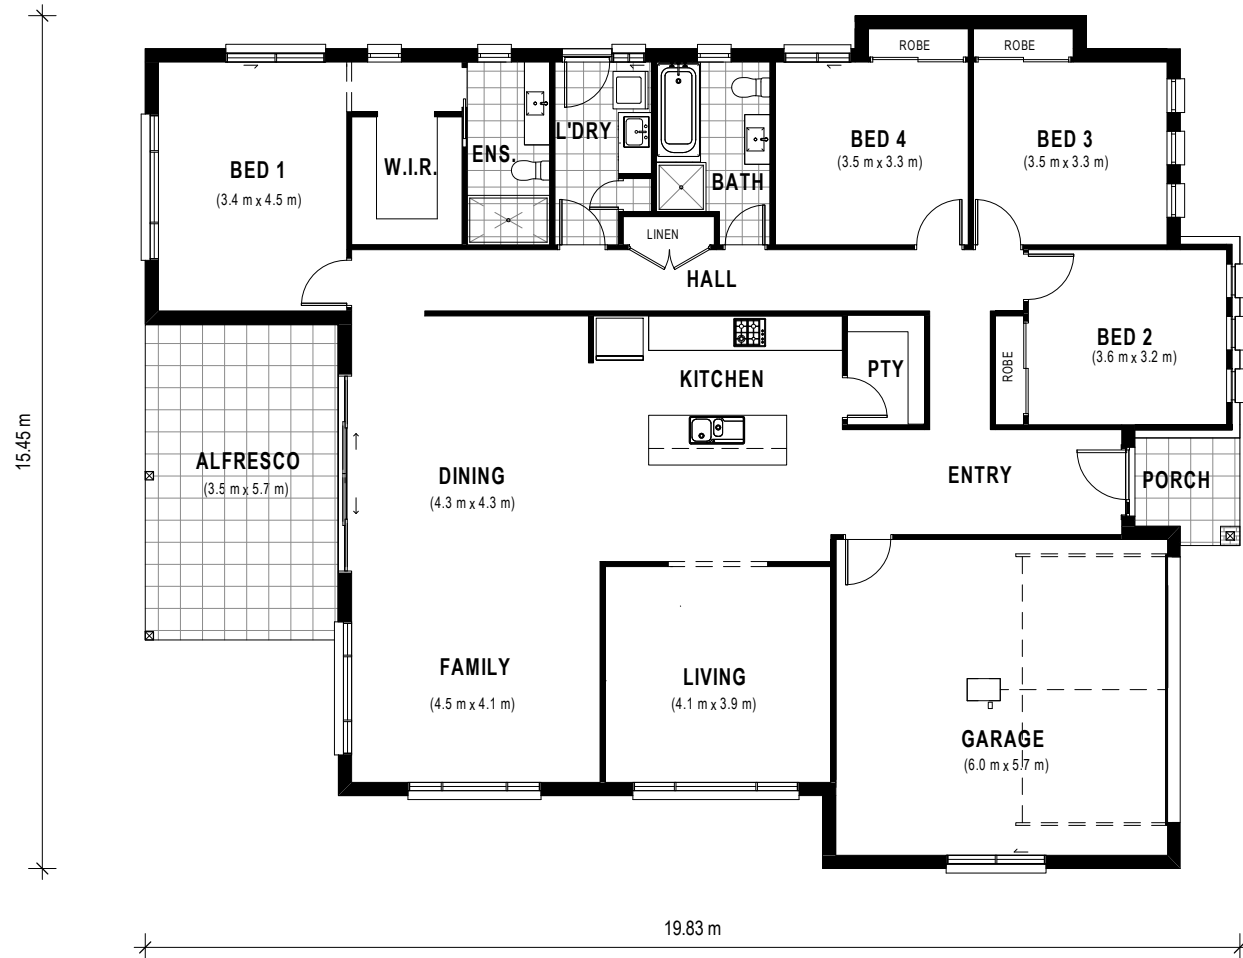 ROBE
ROBE
BED 1
(3.4 m x 4.5 m)
W.I.R.
ENS.
L'DRY
BATH
BED 4
(3.5 m x 3.3 m)
BED 3
(3.5 m x 3.3 m)
LINEN
HALL
BED 2
(3.6 m x 3.2 m)
ROBE
KITCHEN
PTY
15.45 m
ALFRESCO
(3.5 m x 5.7 m)
DINING
(4.3 m x 4.3 m)
ENTRY
PORCH
FAMILY
(4.5 m x 4.1 m)
LIVING
(4.1 m x 3.9 m)
GARAGE
(6.0 m x 5.7 m)
19.83 m